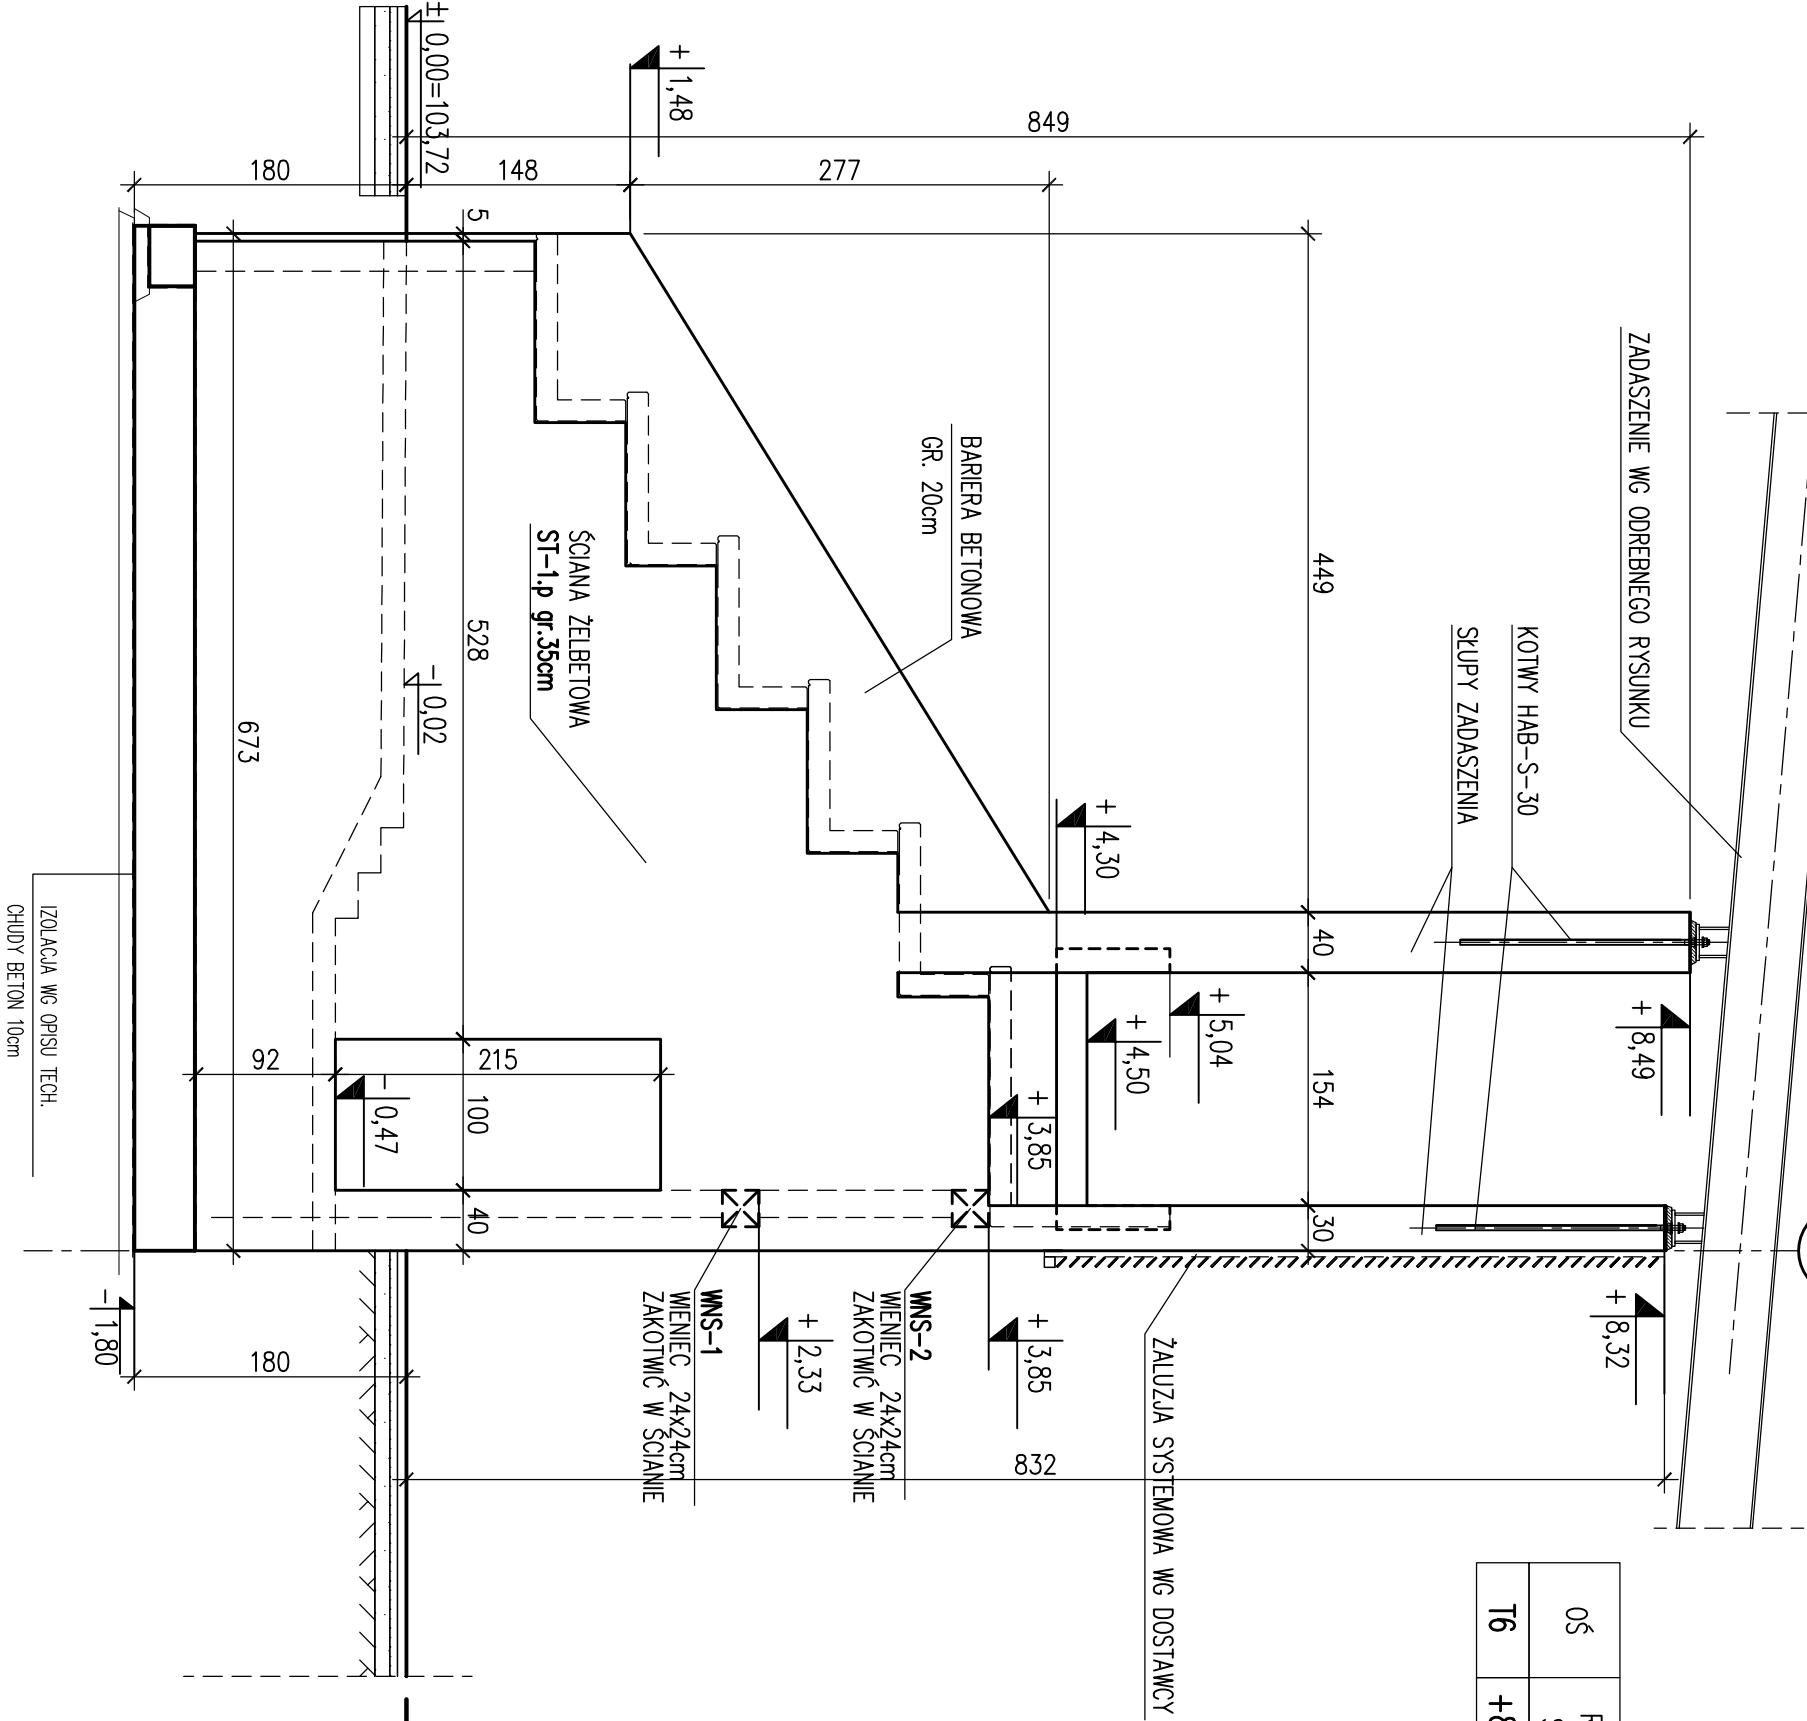 ± 0,00=103,72
+ 1,48
849
180
148
277
5
449
ZADASZENIE WG ODREBNEGO RYSUNKU
BARIERA BETONOWA
GR. 20cm
KOTWY HAB-S-30
SŁUPY ZADASZENIA
ŚCIANA ŻELBETOWA
ST-1.p gr.35cm
528
673
- 0,02
+ 4,30
40
154
30
+ 5,04
+ 4,50
+ 8,49
+ 3,85
92
215
100
40
- 0,47
IZOLACJA WG OPISU TECH.
CHUDY BETON 10cm
- 1,80
180
WNS-1
WIENIEC 24x24cm
ZAKOTWIĆ W ŚCIANIE
+ 2,33
WNS-2
WIENIEC 24x24cm
ZAKOTWIĆ W ŚCIANIE
+ 3,85
ŻALUZJA SYSTEMOWA WG DOSTAWCY
+ 8,32
832
OŚ
T6
+8